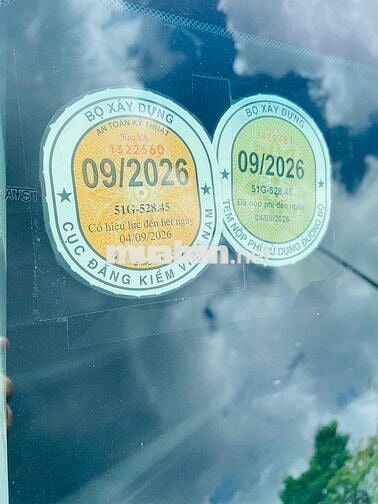 BỘ XÂY DỰNG
AN TOÀN KỸ THUẬT
1322560
09/2026
51G-528.45
Có hiệu lực đến hết ngày
04/09/2026
CỤC ĐĂNG KIỂM VIỆT NAM
BỘ XÂY DỰNG
09/2026
51G-528.45
Đã nộp phí đến ngày
04/09/2026
TEM NỘP PHÍ SỬ DỤNG ĐƯỜNG BỘ
muaban.net